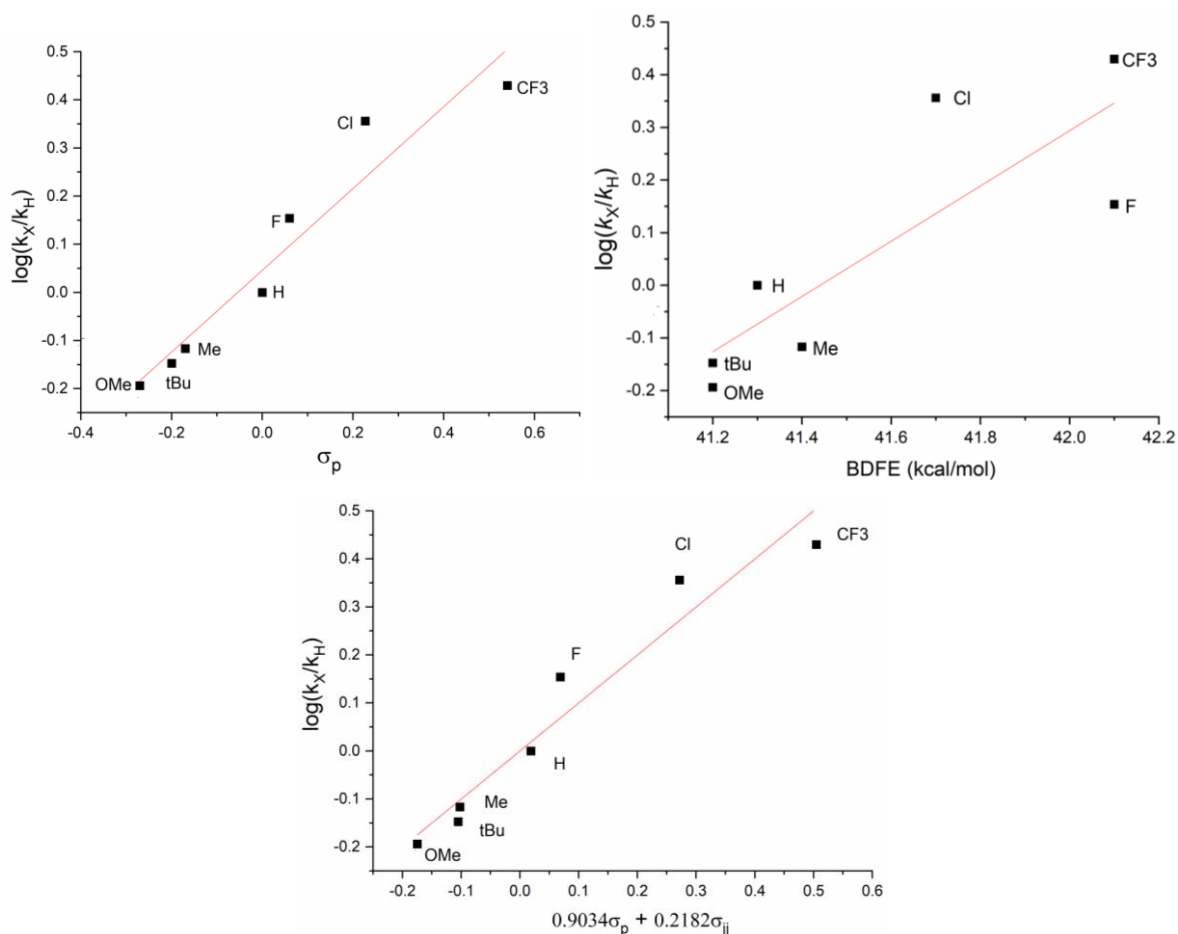 0.5
0.4
0.3
0.2
0.1
0.0
-0.1
-0.2
log(kX/kH)
CF3
Cl
F
H
Me
tBu
OMe
-0.4
-0.2
0.0
0.2
0.4
0.6
σp
0.5
0.4
0.3
0.2
0.1
0.0
-0.1
-0.2
log(kX/kH)
CF3
Cl
F
H
Me
tBu
OMe
41.2
41.4
41.6
41.8
42.0
42.2
BDFE (kcal/mol)
0.5
0.4
0.3
0.2
0.1
0.0
-0.1
-0.2
log(kX/kH)
CF3
Cl
F
H
Me
tBu
OMe
-0.2
-0.1
0.0
0.1
0.2
0.3
0.4
0.5
0.6
0.9034σp + 0.2182σjj